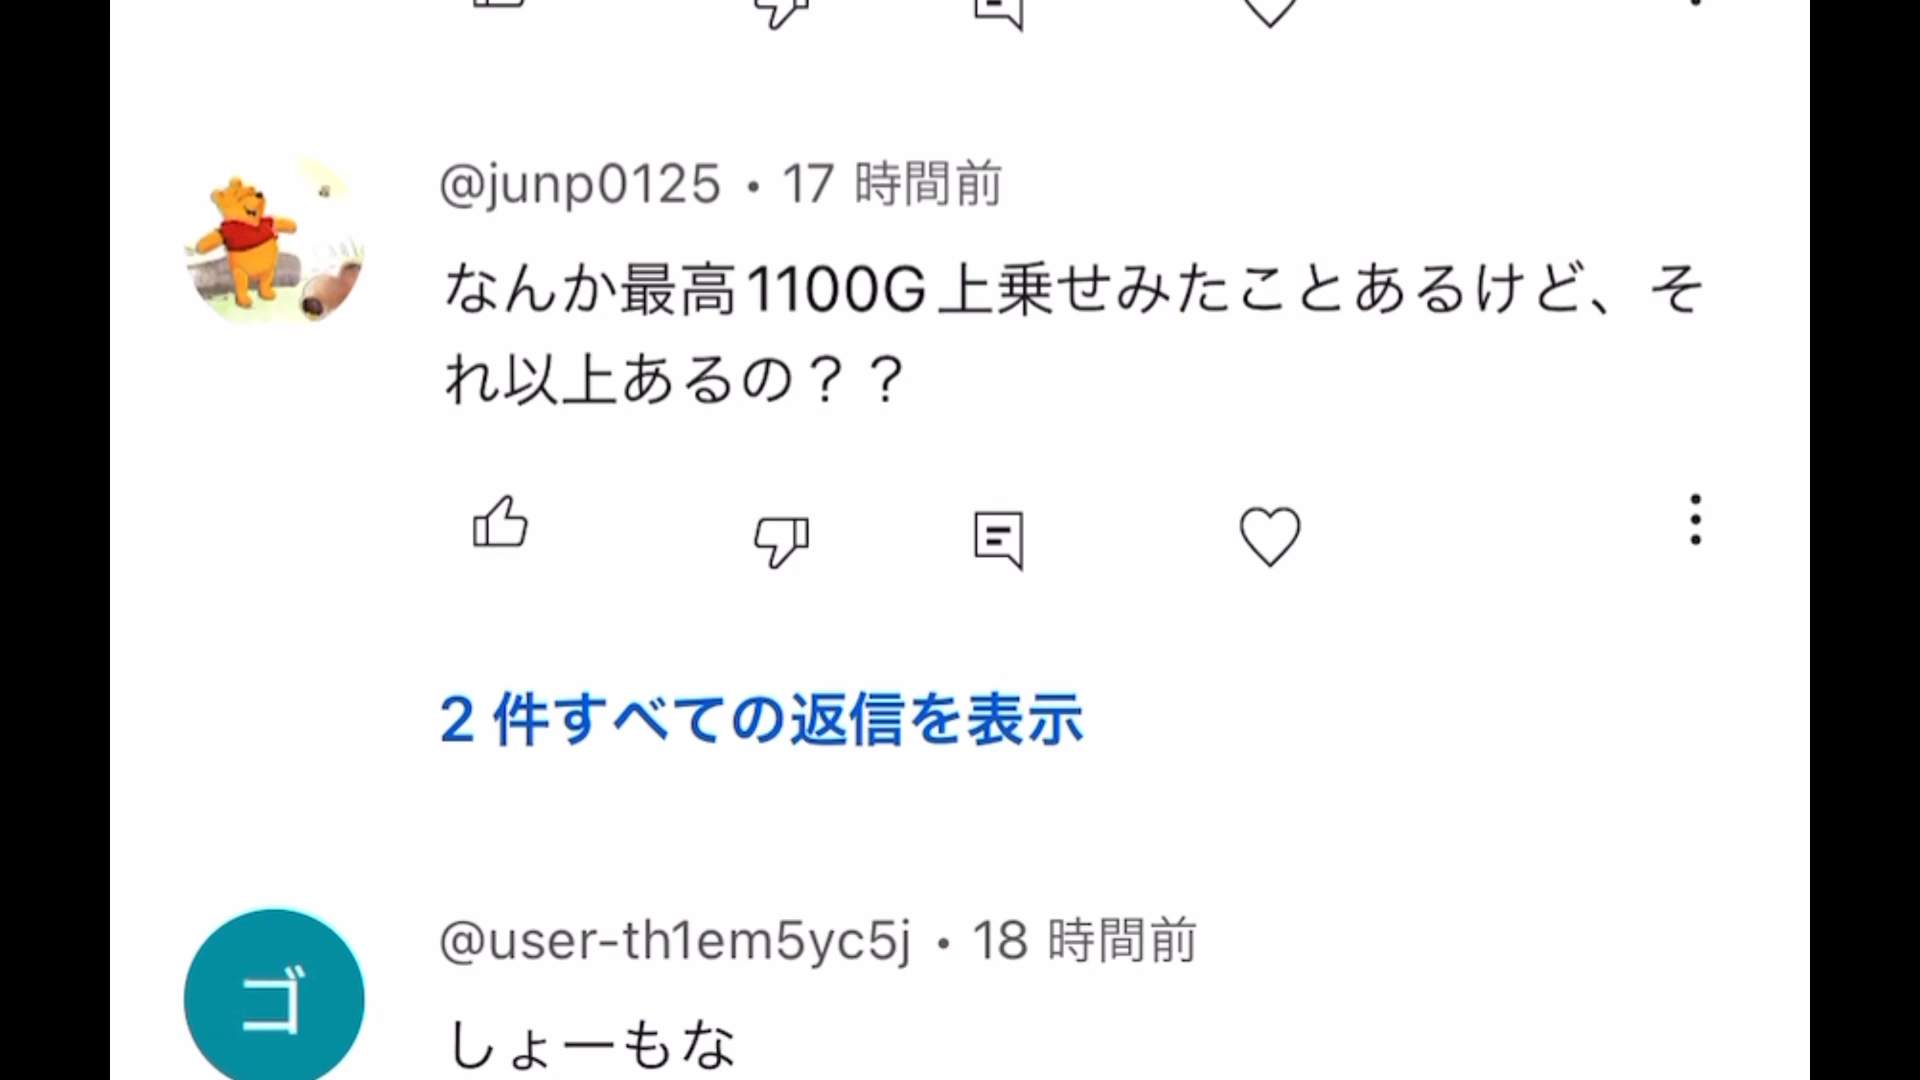 @junp0125 • 17 時間前
なんか最高1100G上乗せみたことあるけど、そ
れ以上あるの？？
2 件すべての返信を表示
ゴ
@user-th1em5yc5j • 18 時間前
しょーもな